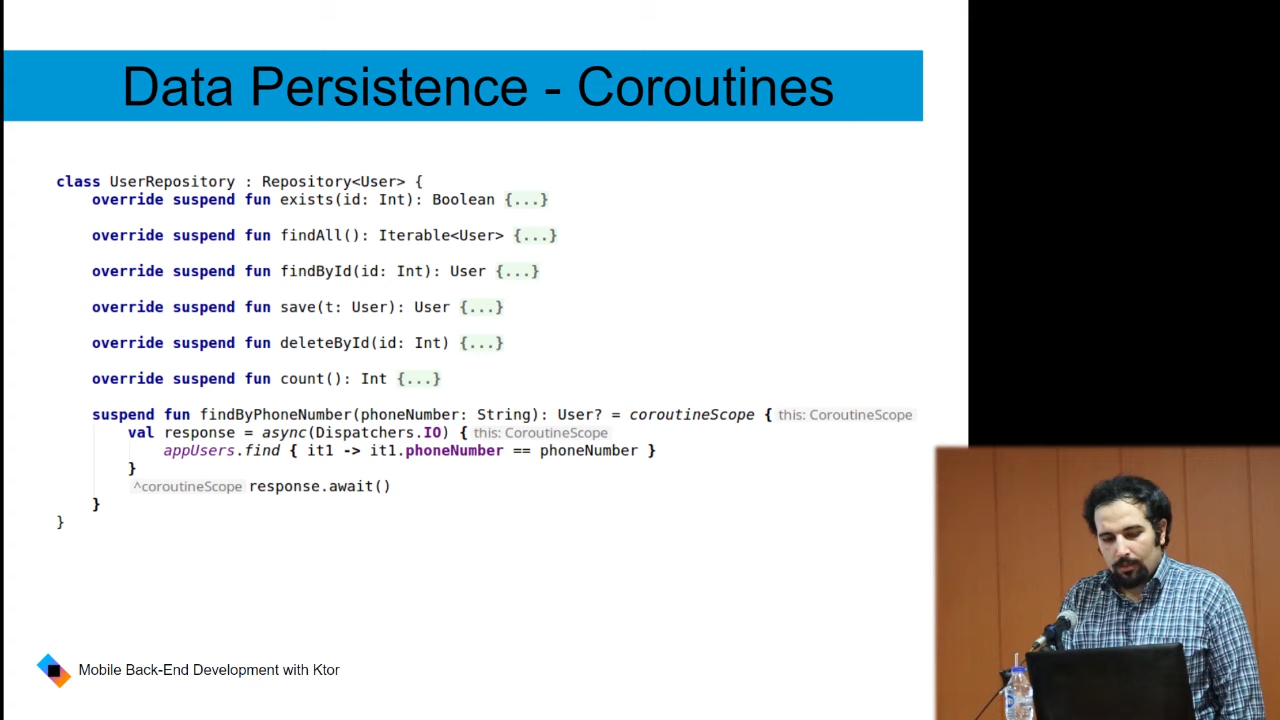 Data Persistence - Coroutines
class UserRepository : Repository<User> {
override suspend fun exists(id: Int): Boolean {...}
override suspend fun findAll(): Iterable<User> {...}
override suspend fun findById(id: Int): User {...}
override suspend fun save(t: User): User {...}
override suspend fun deleteById(id: Int) {...}
override suspend fun count(): Int {...}
suspend fun findByPhoneNumber(phoneNumber: String): User? = coroutineScope { this: CoroutineScope
val response = async(Dispatchers.IO) { this: CoroutineScope
appUsers.find { it1 -> it1.phoneNumber == phoneNumber }
}
^coroutineScope response.await()
}
}
Mobile Back-End Development with Ktor